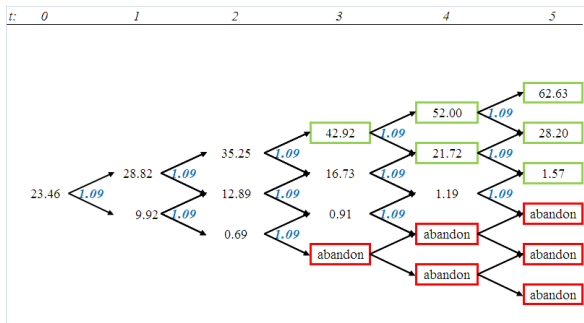 t: 0 1 2 3 4 5
62.63
52.00
1.09
42.92 1.09 28.20
35.25 1.09 21.72
28.82 1.09 16.73 1.09 1.57
23.46 1.09 1.09 12.89 1.09 1.09 1.19 1.09
9.92 1.09 0.91 abandon
0.69 1.09 1.09 abandon
abandon abandon
abandon
abandon